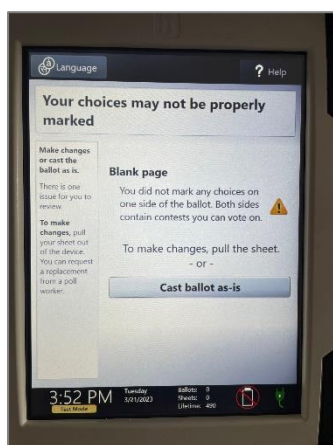 Language
? Help
Your choices may not be properly
marked
Make changes
or cast the
ballot as is.
There is one
issue for you to
review.
To make
changes, pull
your sheet out
of the device.
You can request
a replacement
from a poll
worker.
Blank page
You did not mark any choices on
one side of the ballot. Both sides
contain contests you can vote on.
To make changes, pull the sheet.
- or -
Cast ballot as-is
3:52 PM
Test Mode
Tuesday
3/21/2023
Ballots: 0
Sheets: 0
Lifetime: 490